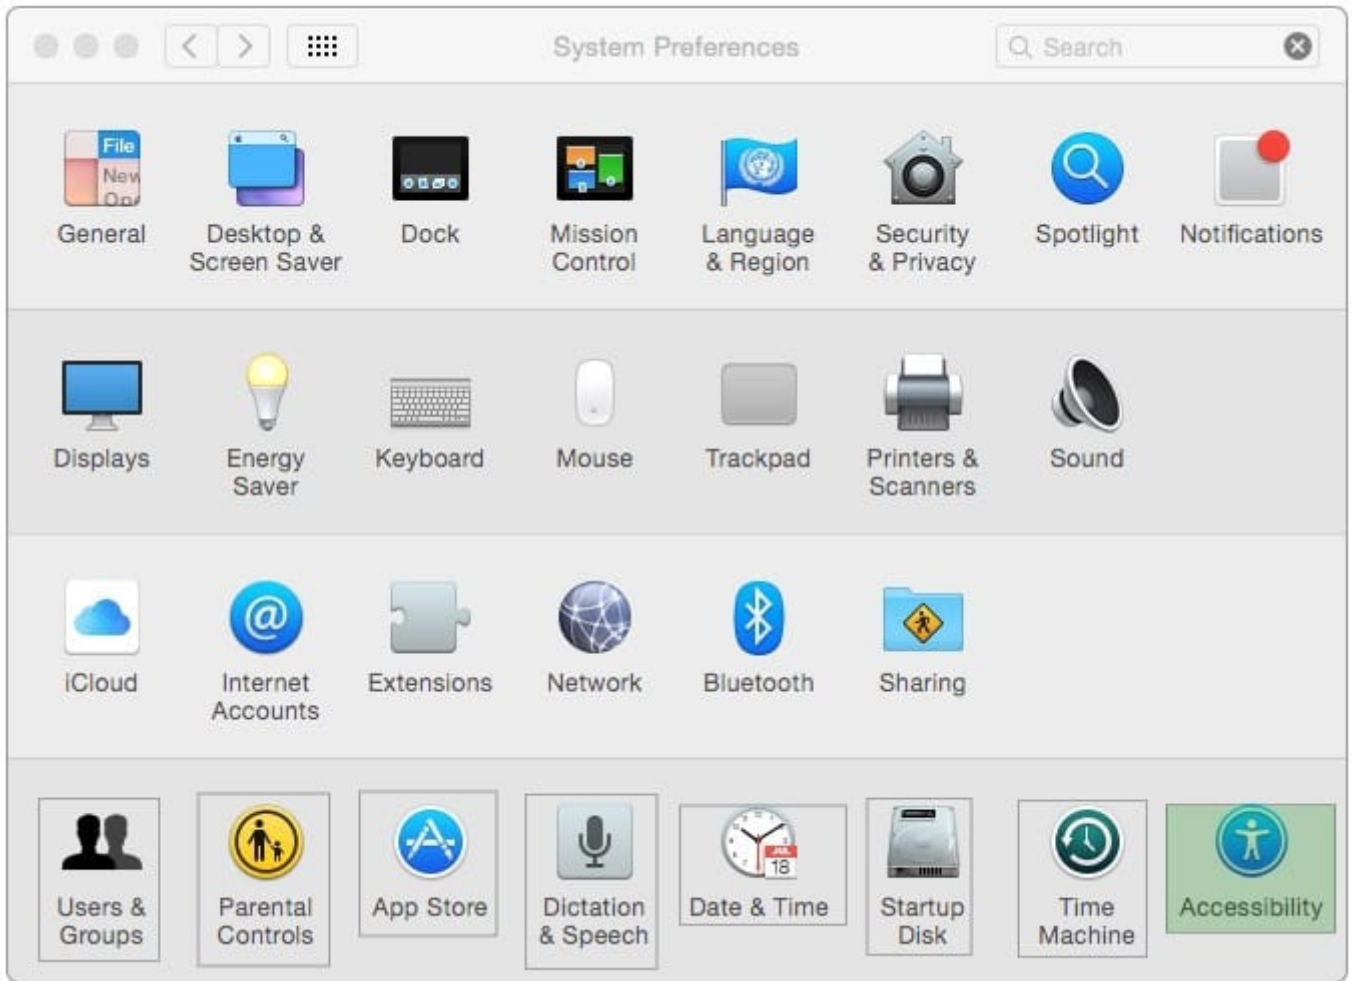 System Preferences
Search
File
New
General
Desktop &
Screen Saver
Dock
Mission
Control
Language
& Region
Security
& Privacy
Spotlight
Notifications
Displays
Energy
Saver
Keyboard
Mouse
Trackpad
Printers &
Scanners
Sound
@
iCloud
Internet
Accounts
Extensions
Network
Bluetooth
Sharing
JUL
18
Users &
Groups
Parental
Controls
App Store
Dictation
& Speech
Date & Time
Startup
Disk
Time
Machine
Accessibility